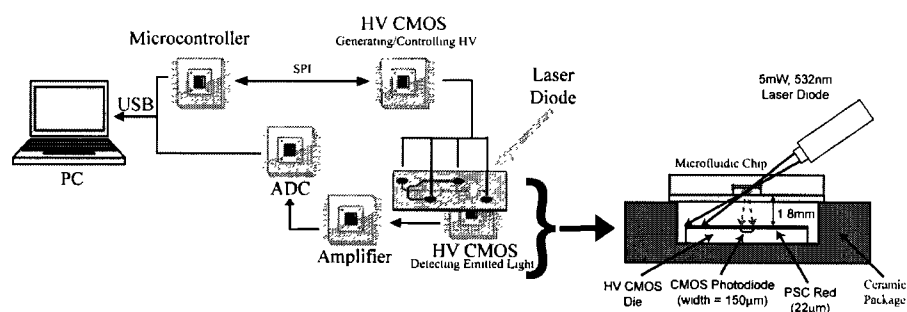 HV CMOS
Generating/Controlling HV
Microcontroller
SPI
Laser
Diode
USB
PC
ADC
Amplifier
HV CMOS
Detecting Emitted Light
5mW, 532nm
Laser Diode
Microfluidic Chip
1 8mm
HV CMOS
Die
CMOS Photodiode
(width = 150µm)
PSC Red
(22µm)
Ceramic
Package